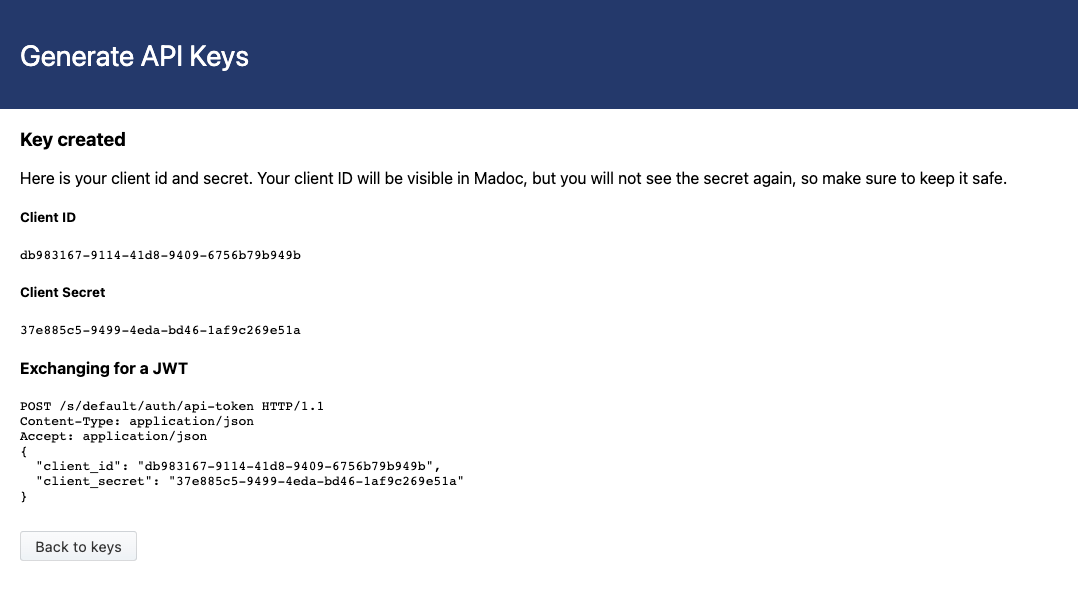 Generate API Keys
Key created
Here is your client id and secret. Your client ID will be visible in Madoc, but you will not see the secret again, so make sure to keep it safe.
Client ID
db983167-9114-41d8-9409-6756b79b949b
Client Secret
37e885c5-9499-4eda-bd46-1af9c269e51a
Exchanging for a JWT
POST /s/default/auth/api-token HTTP/1.1
Content-Type: application/json
Accept: application/json
{
  "client_id": "db983167-9114-41d8-9409-6756b79b949b",
  "client_secret": "37e885c5-9499-4eda-bd46-1af9c269e51a"
}
Back to keys